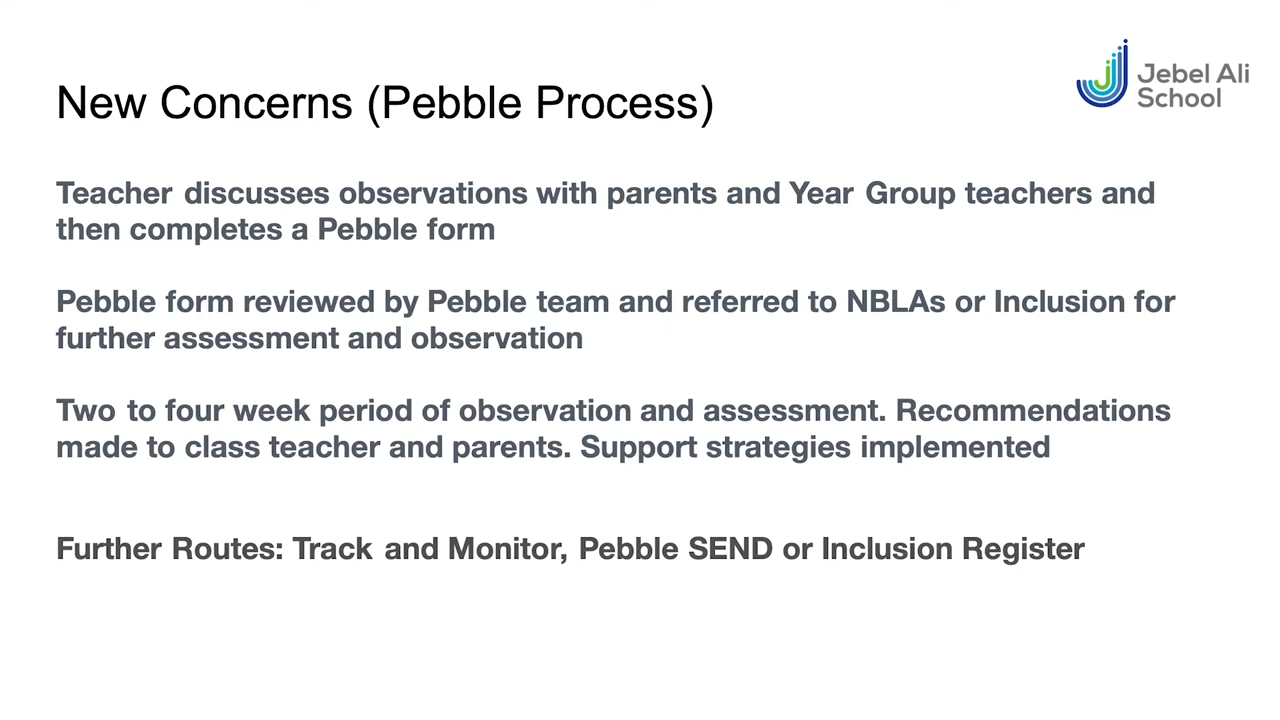 Jebel Ali
School
New Concerns (Pebble Process)
Teacher discusses observations with parents and Year Group teachers and
then completes a Pebble form
Pebble form reviewed by Pebble team and referred to NBLAs or Inclusion for
further assessment and observation
Two to four week period of observation and assessment. Recommendations
made to class teacher and parents. Support strategies implemented
Further Routes: Track and Monitor, Pebble SEND or Inclusion Register